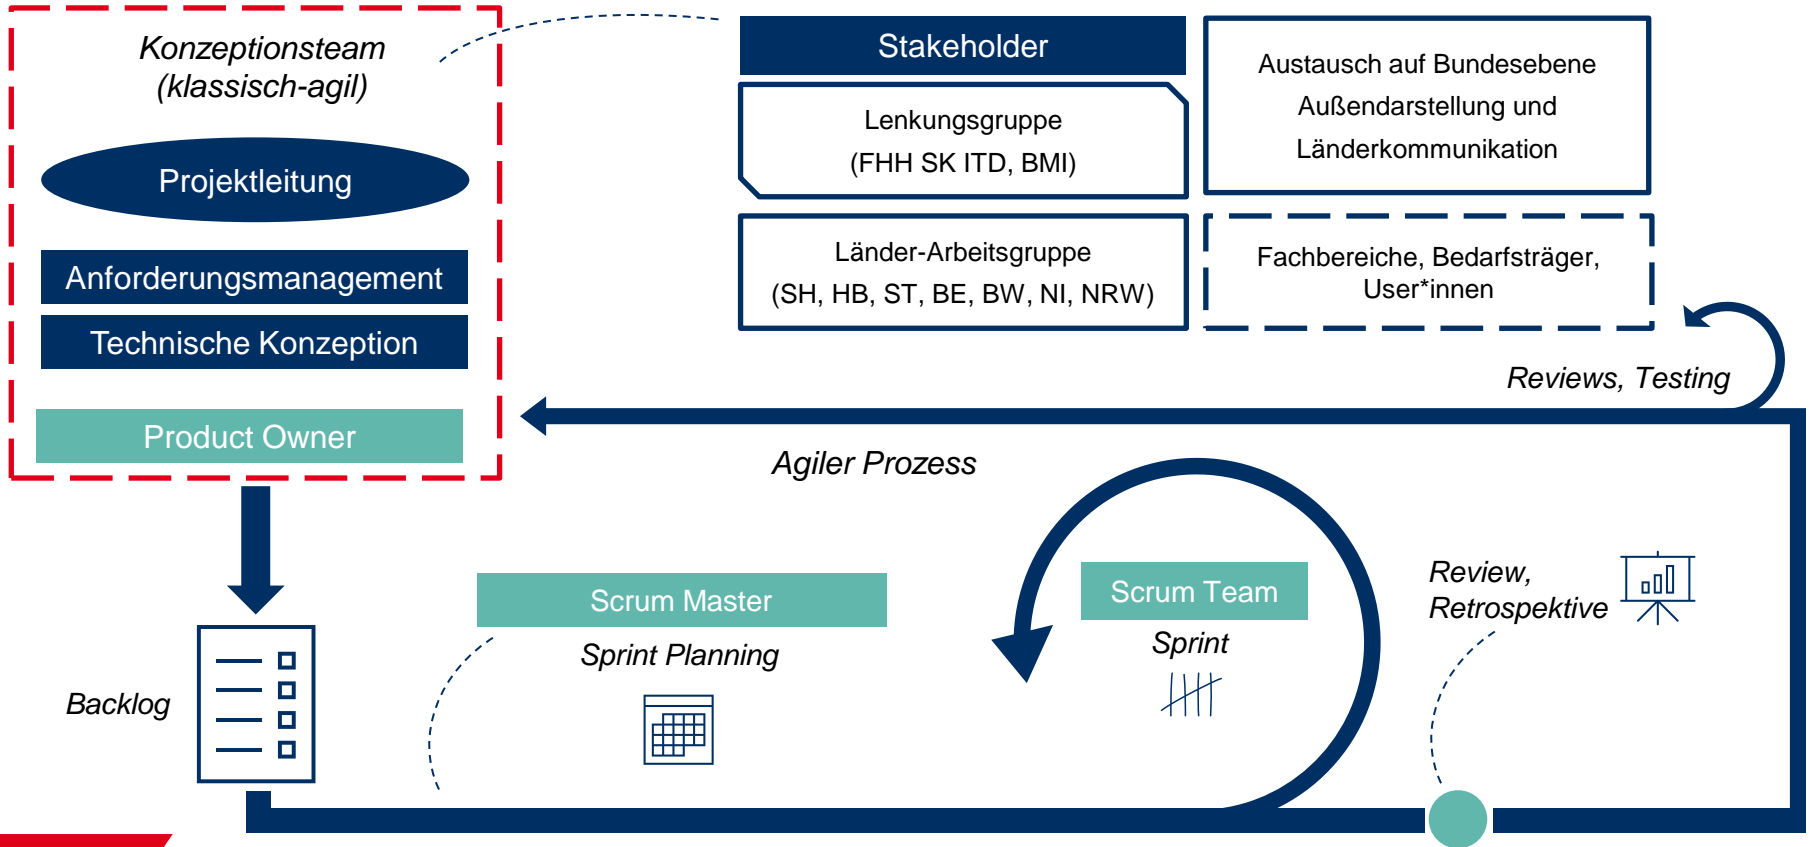 Konzeptionsteam
(klassisch-agil)
Projektleitung
Anforderungsmanagement
Technische Konzeption
Product Owner
Stakeholder
Lenkungsgruppe
(FHH SK ITD, BMI)
Länder-Arbeitsgruppe
(SH, HB, ST, BE, BW, NI, NRW)
Austausch auf Bundesebene
Außendarstellung und
Länderkommunikation
Fachbereiche, Bedarfsträger,
User*innen
Reviews, Testing
Agiler Prozess
Backlog
Scrum Master
Sprint Planning
Scrum Team
Sprint
Review,
Retrospektive